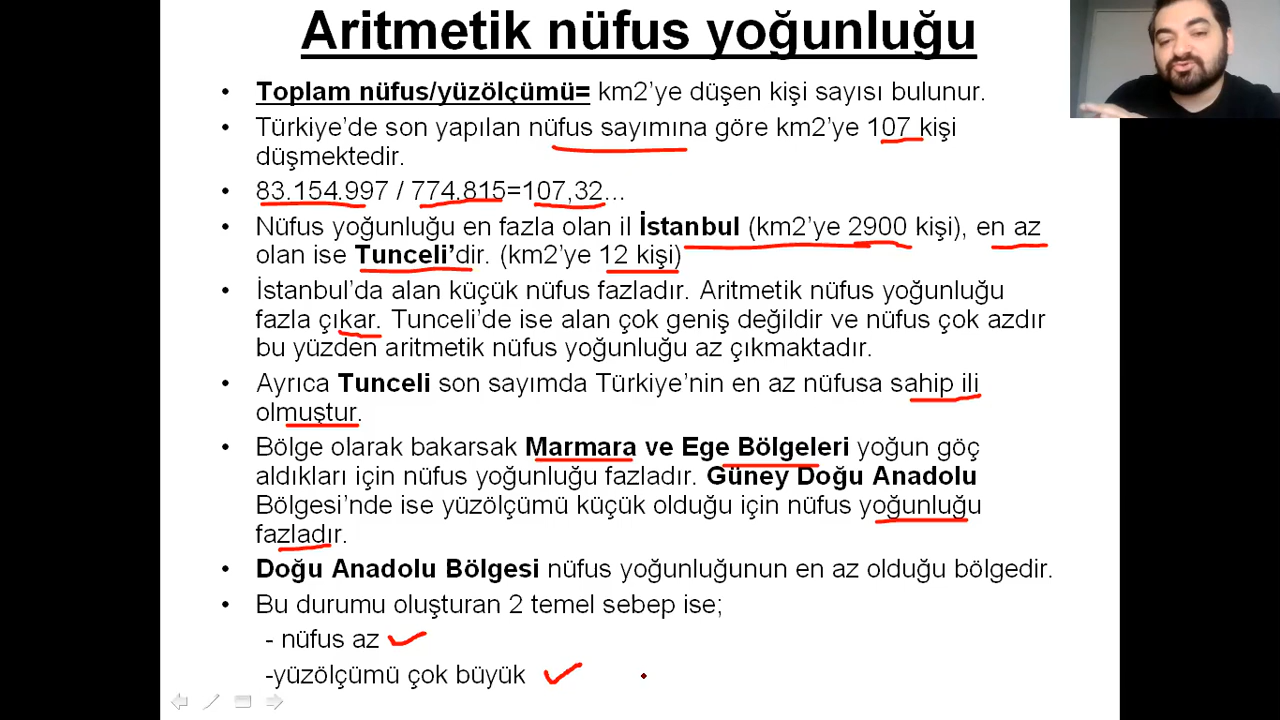 Aritmetik nüfus yoğunluğu
• Toplam nüfus/yüzölçümü= km2'ye düşen kişi sayısı bulunur.
• Türkiye'de son yapılan nüfus sayımına göre km2'ye 107 kişi
düşmektedir.
• 83.154.997 / 774.815=107,32...
• Nüfus yoğunluğu en fazla olan il İstanbul (km2'ye 2900 kişi), en az
olan ise Tunceli'dir. (km2'ye 12 kişi)
• İstanbul'da alan küçük nüfus fazladır. Aritmetik nüfus yoğunluğu
fazla çıkar. Tunceli'de ise alan çok geniş değildir ve nüfus çok azdır
bu yüzden aritmetik nüfus yoğunluğu az çıkmaktadır.
• Ayrıca Tunceli son sayımda Türkiye'nin en az nüfusa sahip ili
olmuştur.
• Bölge olarak bakarsak Marmara ve Ege Bölgeleri yoğun göç
aldıkları için nüfus yoğunluğu fazladır. Güney Doğu Anadolu
Bölgesi'nde ise yüzölçümü küçük olduğu için nüfus yoğunluğu
fazladır.
• Doğu Anadolu Bölgesi nüfus yoğunluğunun en az olduğu bölgedir.
• Bu durumu oluşturan 2 temel sebep ise;
- nüfus az
-yüzölçümü çok büyük